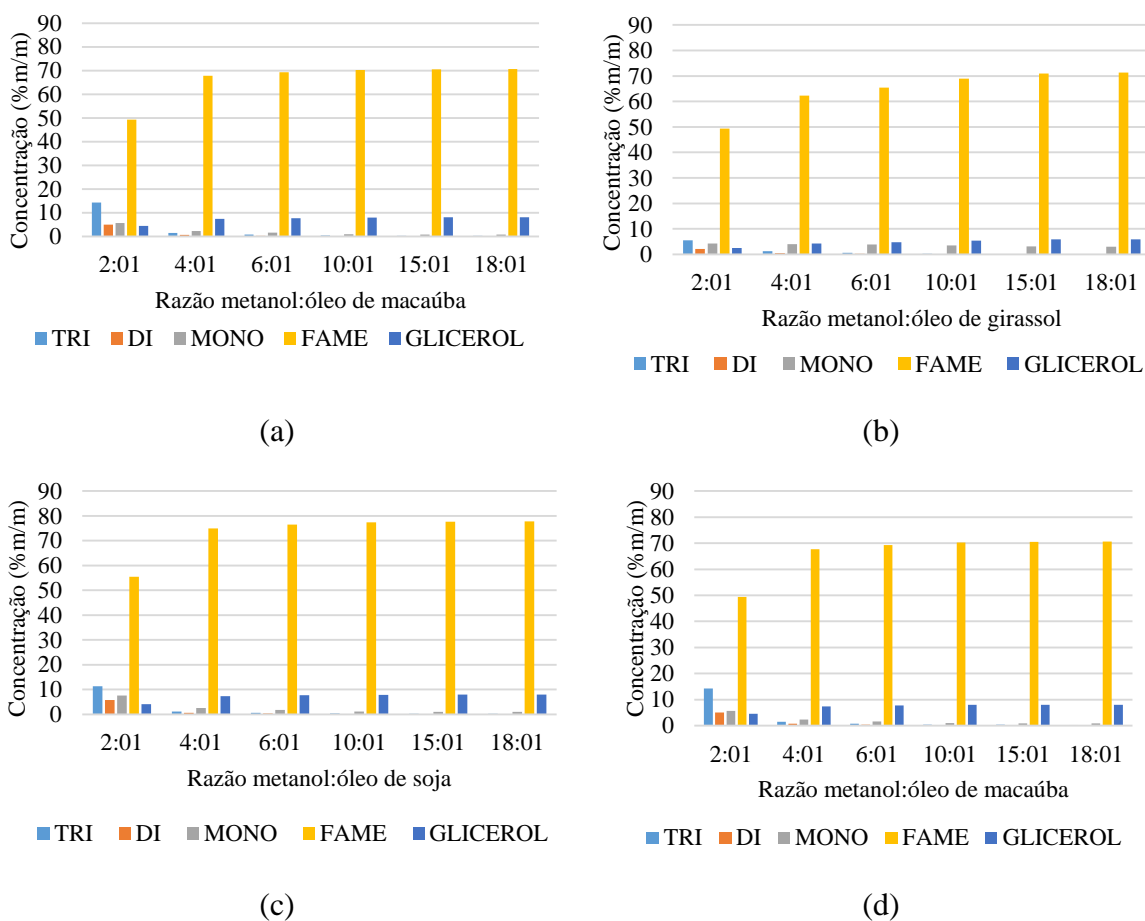 Concentração (%m/m)
90
80
70
60
50
40
30
20
10
0
2:01 4:01 6:01 10:01 15:01 18:01
Razão metanol:óleo de macaúba
TRI DI MONO FAME GLICEROL
(a)
Concentração (%m/m)
90
80
70
60
50
40
30
20
10
0
2:01 4:01 6:01 10:01 15:01 18:01
Razão metanol:óleo de girassol
TRI DI MONO FAME GLICEROL
(b)
Concentração (%m/m)
90
80
70
60
50
40
30
20
10
0
2:01 4:01 6:01 10:01 15:01 18:01
Razão metanol:óleo de soja
TRI DI MONO FAME GLICEROL
(c)
Concentração (%m/m)
90
80
70
60
50
40
30
20
10
0
2:01 4:01 6:01 10:01 15:01 18:01
Razão metanol:óleo de macaúba
TRI DI MONO FAME GLICEROL
(d)